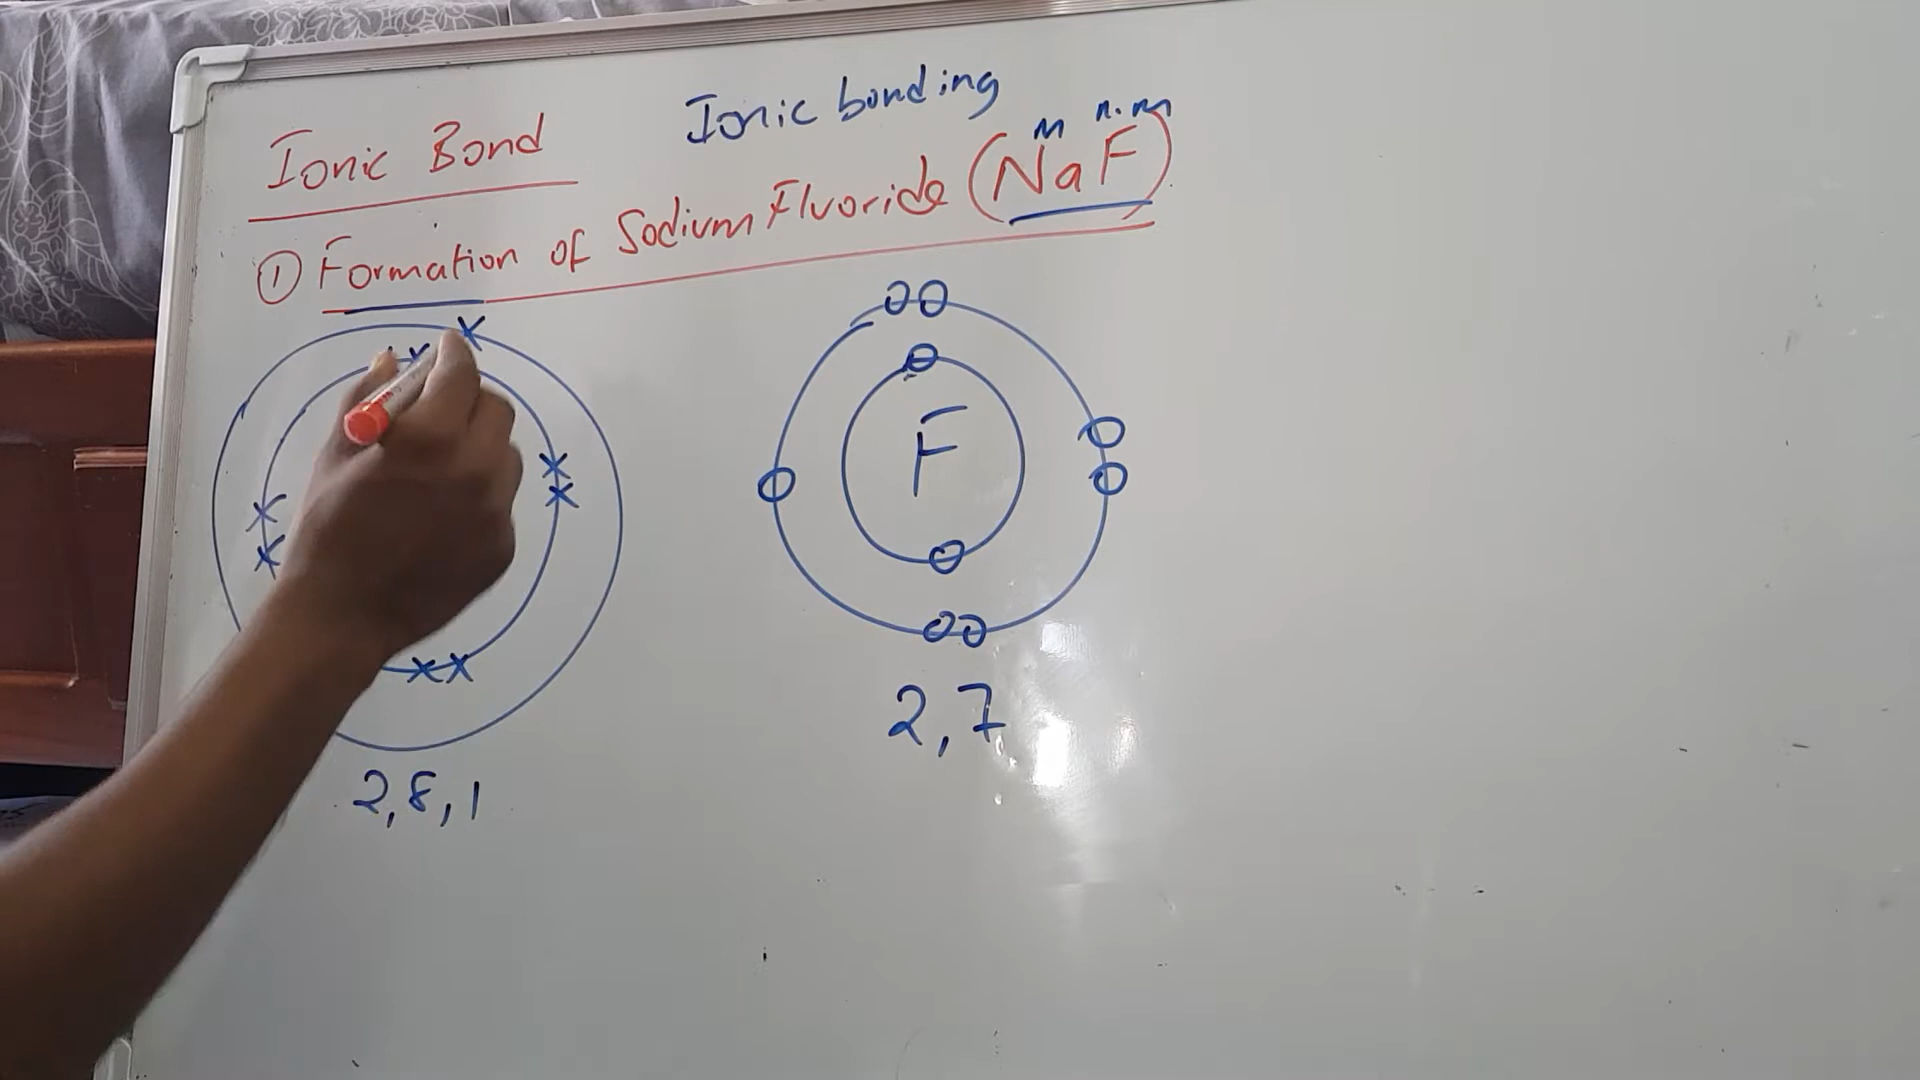 Ionic Bond
Ionic bonding
m n.m
① Formation of Sodium Fluoride (NaF)
F
2,8,1
2,7